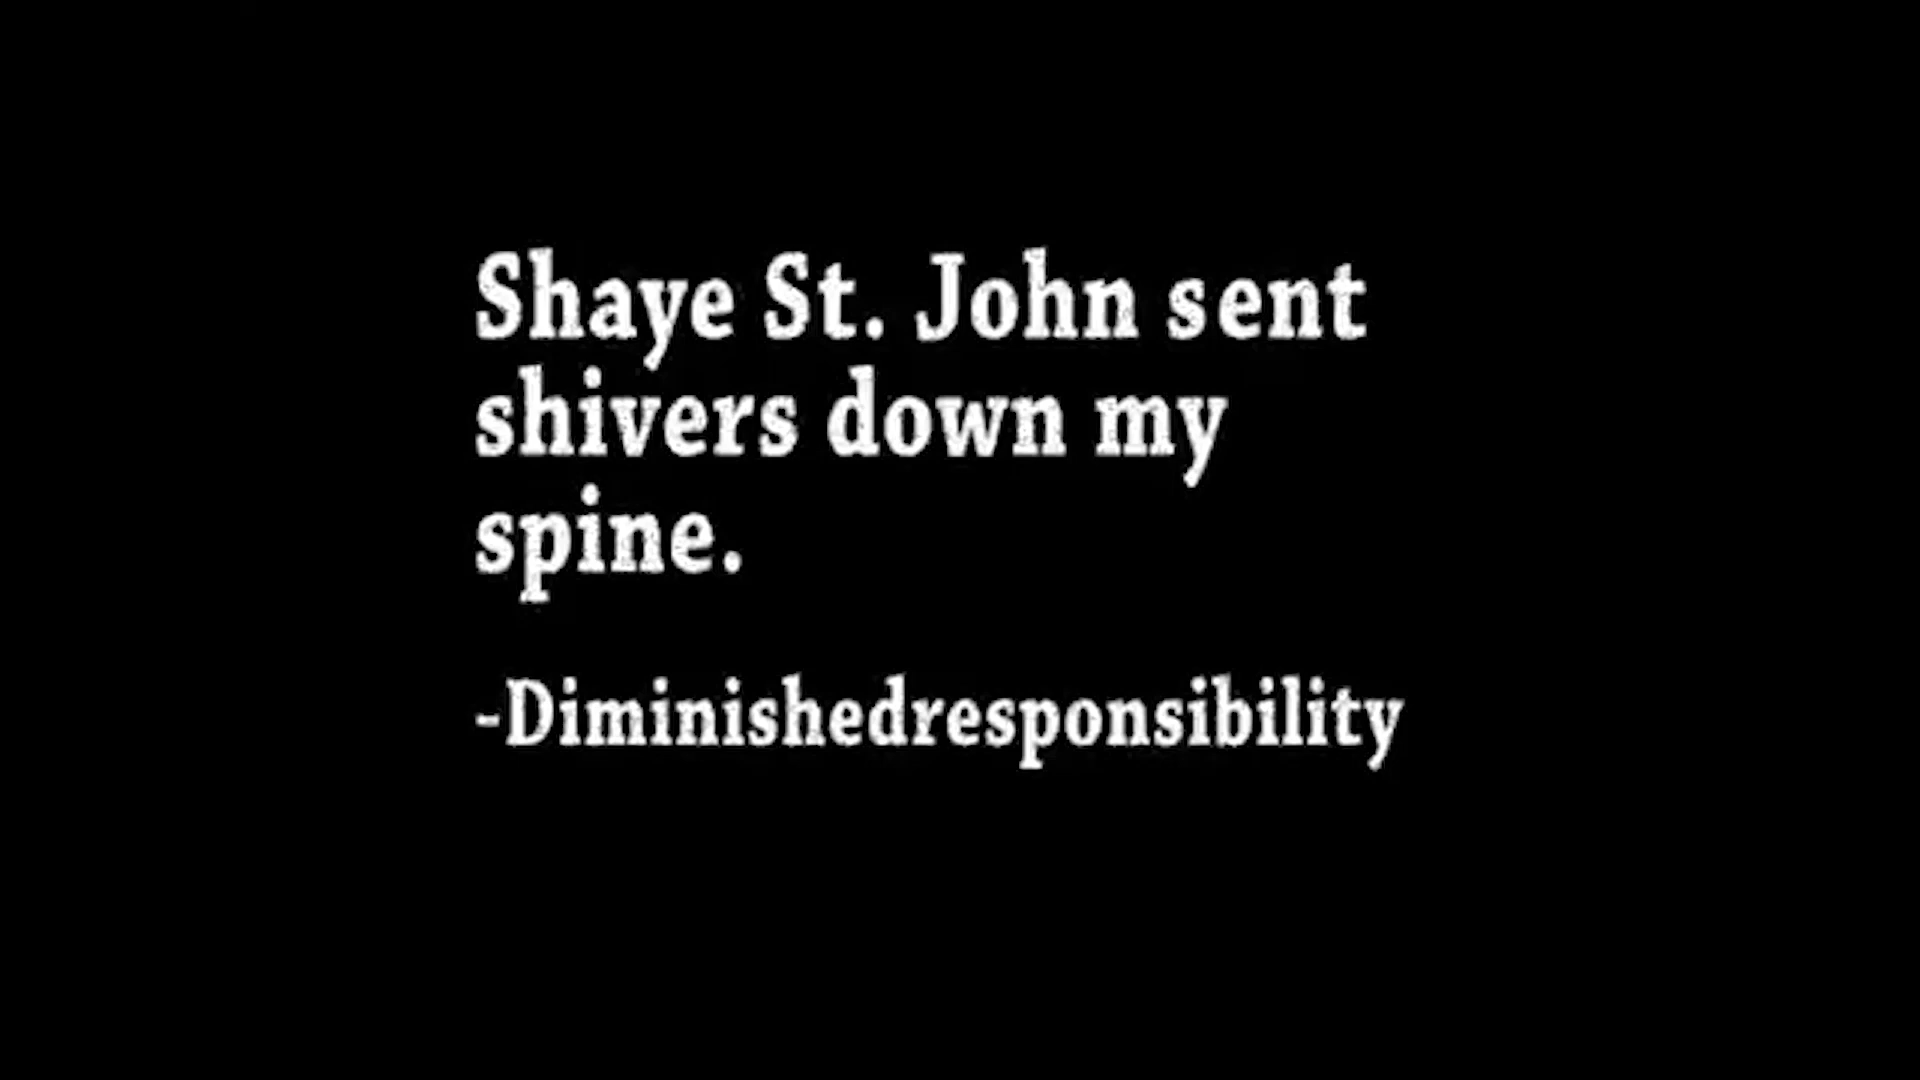 Shaye St. John sent
shivers down my
spine.
-Diminishedresponsibility